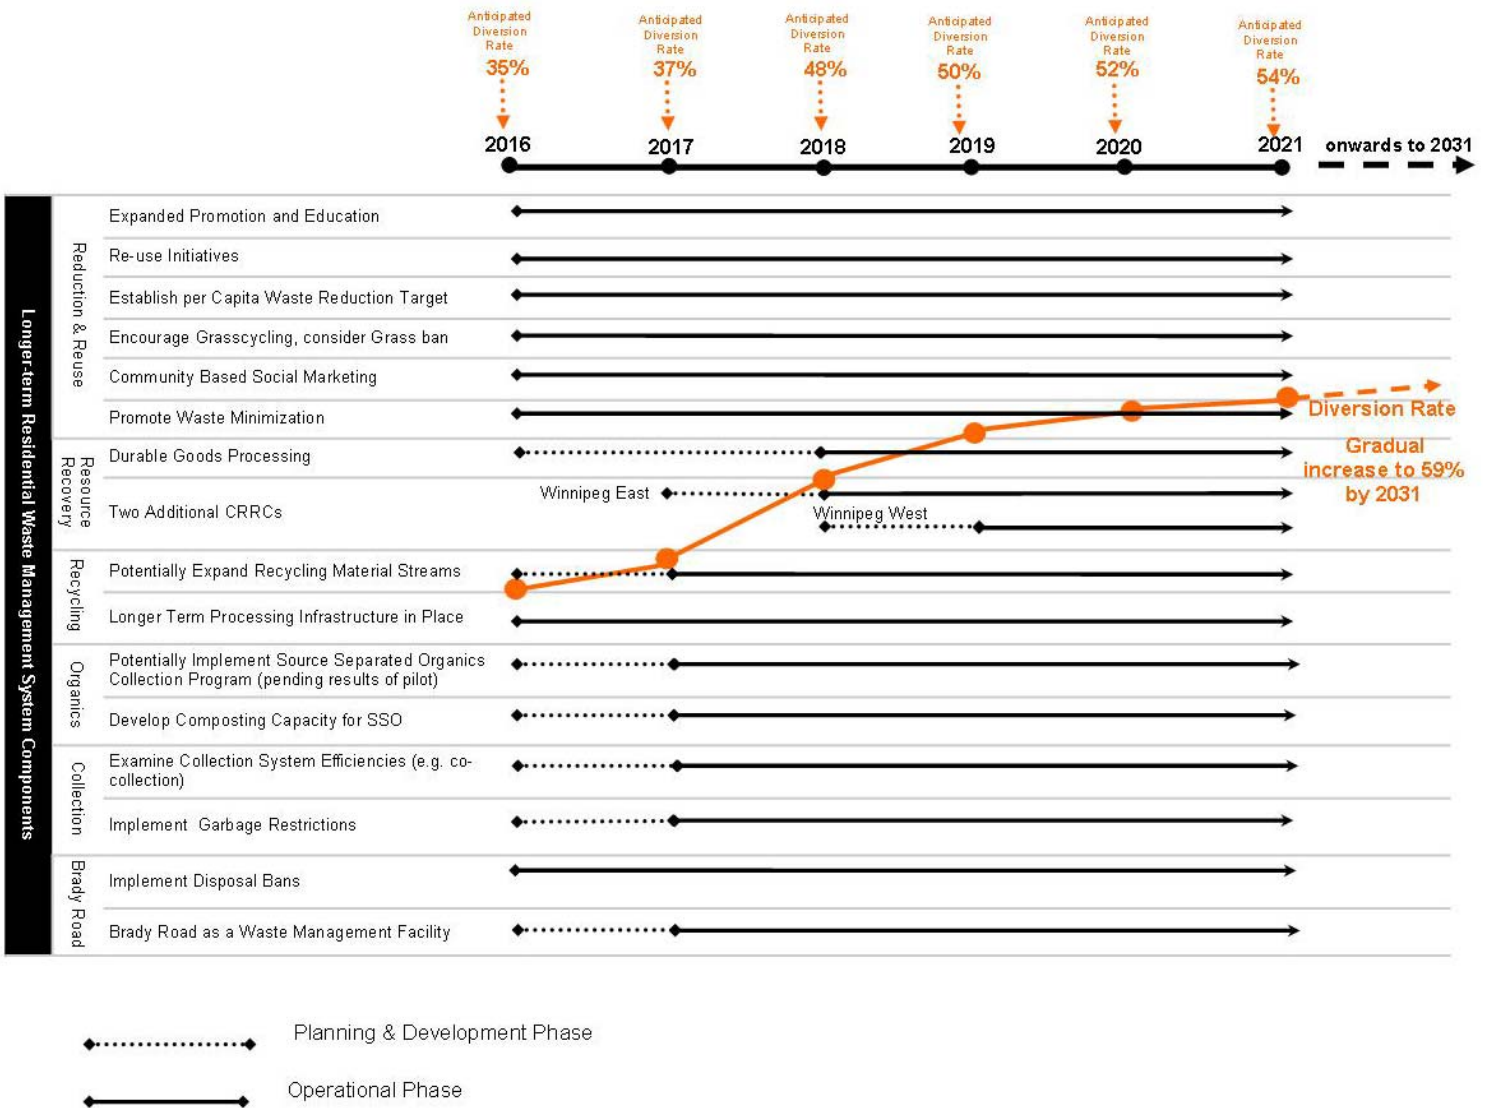 Anticipated
Diversion
Rate
35%
Anticipated
Diversion
Rate
37%
Anticipated
Diversion
Rate
48%
Anticipated
Diversion
Rate
50%
Anticipated
Diversion
Rate
52%
Anticipated
Diversion
Rate
54%
2016 2017 2018 2019 2020 2021 onwards to 2031
Longer-term Residential Waste Management System Components
Reduction & Reuse
Expanded Promotion and Education
Re-use Initiatives
Establish per Capita Waste Reduction Target
Encourage Grasscycling, consider Grass ban
Community Based Social Marketing
Promote Waste Minimization
Diversion Rate
Gradual
increase to 59%
by 2031
Resource
Recovery
Durable Goods Processing
Two Additional CRRCs
Winnipeg East
Winnipeg West
Recycling
Potentially Expand Recycling Material Streams
Longer Term Processing Infrastructure in Place
Organics
Potentially Implement Source Separated Organics
Collection Program (pending results of pilot)
Develop Composting Capacity for SSO
Collection
Examine Collection System Efficiencies (e.g. co-
collection)
Implement Garbage Restrictions
Brady Road
Implement Disposal Bans
Brady Road as a Waste Management Facility
Planning & Development Phase
Operational Phase